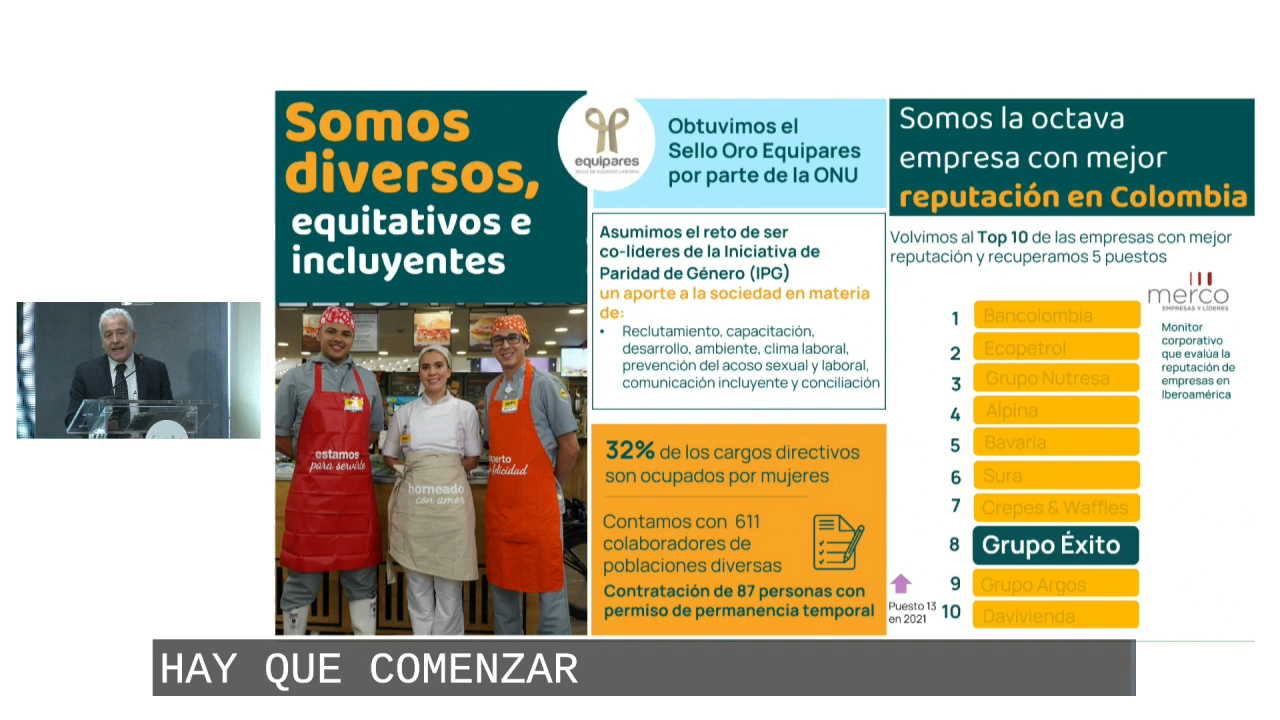 Somos
diversos,
equitativos e
incluyentes
estamos
para servirte
horneado
con amor
equipares
Obtuvimos el
Sello Oro Equipares
por parte de la ONU
Asumimos el reto de ser
co-líderes de la Iniciativa de
Paridad de Género (IPG)
un aporte a la sociedad en materia
de:
• Reclutamiento, capacitación,
desarrollo, ambiente, clima laboral,
prevención del acoso sexual y laboral,
comunicación incluyente y conciliación
32% de los cargos directivos
son ocupados por mujeres
Contamos con 611
colaboradores de
poblaciones diversas
Contratación de 87 personas con
permiso de permanencia temporal
Somos la octava
empresa con mejor
reputación en Colombia
Volvimos al Top 10 de las empresas con mejor
reputación y recuperamos 5 puestos
merco
EMPRESAS Y LÍDERES
Monitor
corporativo
que evalúa la
reputación de
empresas en
Iberoamérica
1 Bancolombia
2 Ecopetrol
3 Grupo Nutresa
4 Alpina
5 Bavaria
6 Sura
7 Crepes & Waffles
8 Grupo Éxito
9 Grupo Argos
10 Davivienda
Puesto 13
en 2021
HAY QUE COMENZAR